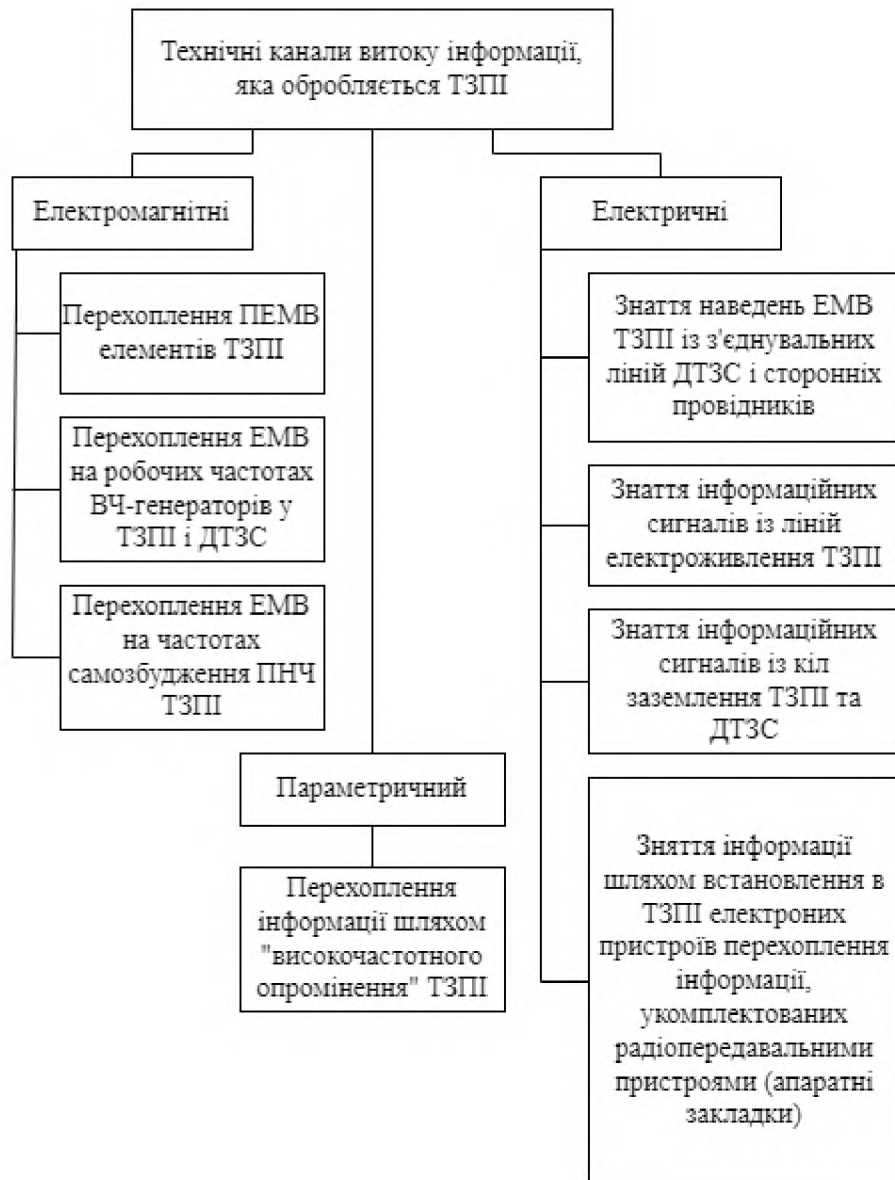 Технічні канали витоку інформації,
яка обробляється ТЗПІ
Електромагнітні
Перехоплення ПЕМВ
елементів ТЗПІ
Перехоплення ЕМВ
на робочих частотах
ВЧ-генераторів у
ТЗПІ і ДТЗС
Перехоплення ЕМВ
на частотах
самозбудження ПНЧ
ТЗПІ
Параметричний
Перехоплення
інформації шляхом
"високочастотного
опромінення" ТЗПІ
Електричні
Знаття наведень ЕМВ
ТЗПІ із з'єднувальних
ліній ДТЗС і сторонніх
провідників
Знаття інформаційних
сигналів із ліній
електроживлення ТЗПІ
Знаття інформаційних
сигналів із кіл
заземлення ТЗПІ та
ДТЗС
Зняття інформації
шляхом встановлення в
ТЗПІ електроних
пристроїв перехоплення
інформації,
укомплектованих
радіопередавальними
пристроями (апаратні
закладки)